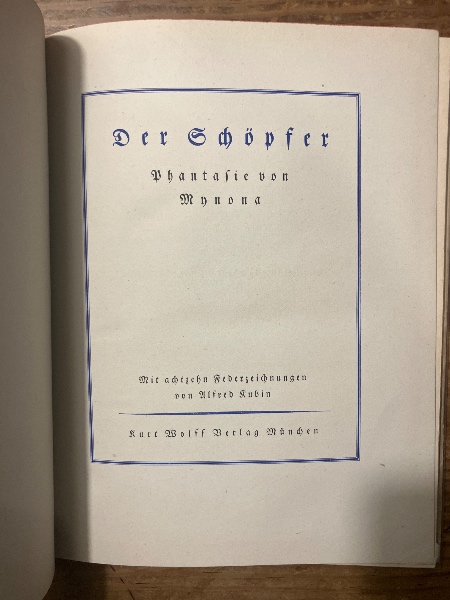 Der Schöpfer
Phantaſie von
Mynona
Mit achtzehn Federzeichnungen
von Alfred Kubin
Kurt Wolff Verlag München